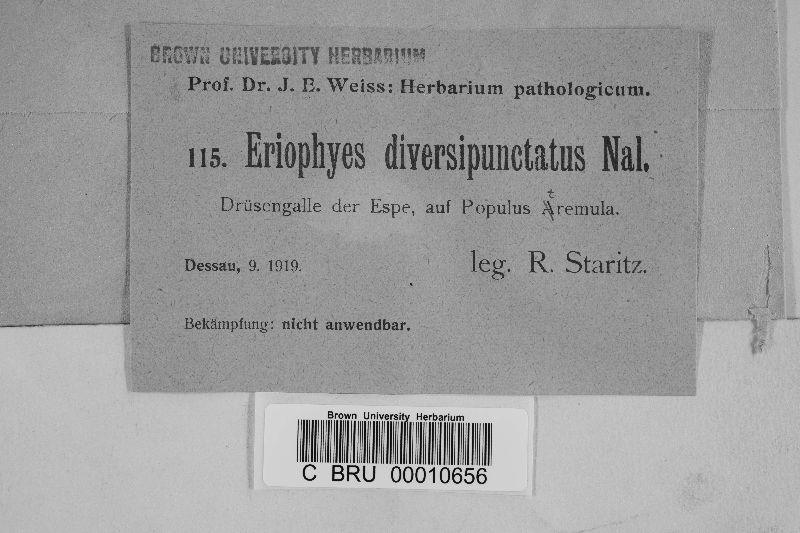 BROWN UNIVERSITY HERBARIUM
Prof. Dr. J. E. Weiss: Herbarium pathologicum.
115. Eriophyes diversipunctatus Nal.
Drüsengalle der Espe, auf Populus Aremula.
t
Dessau, 9. 1919.
leg. R. Staritz.
Bekämpfung: nicht anwendbar.
Brown University Herbarium
C BRU 00010656